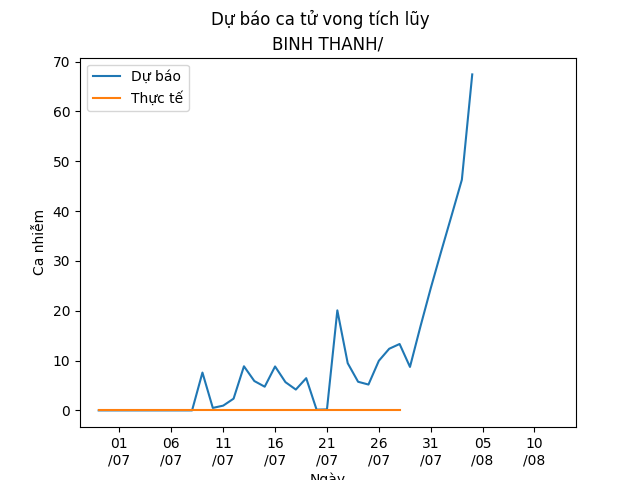 Dự báo ca tử vong tích lũy
BINH THANH/
Dự báo
Thực tế
Ca nhiễm
70
60
50
40
30
20
10
0
01 06 11 16 21 26 31 05 10
/07 /07 /07 /07 /07 /07 /07 /08 /08
Ngày